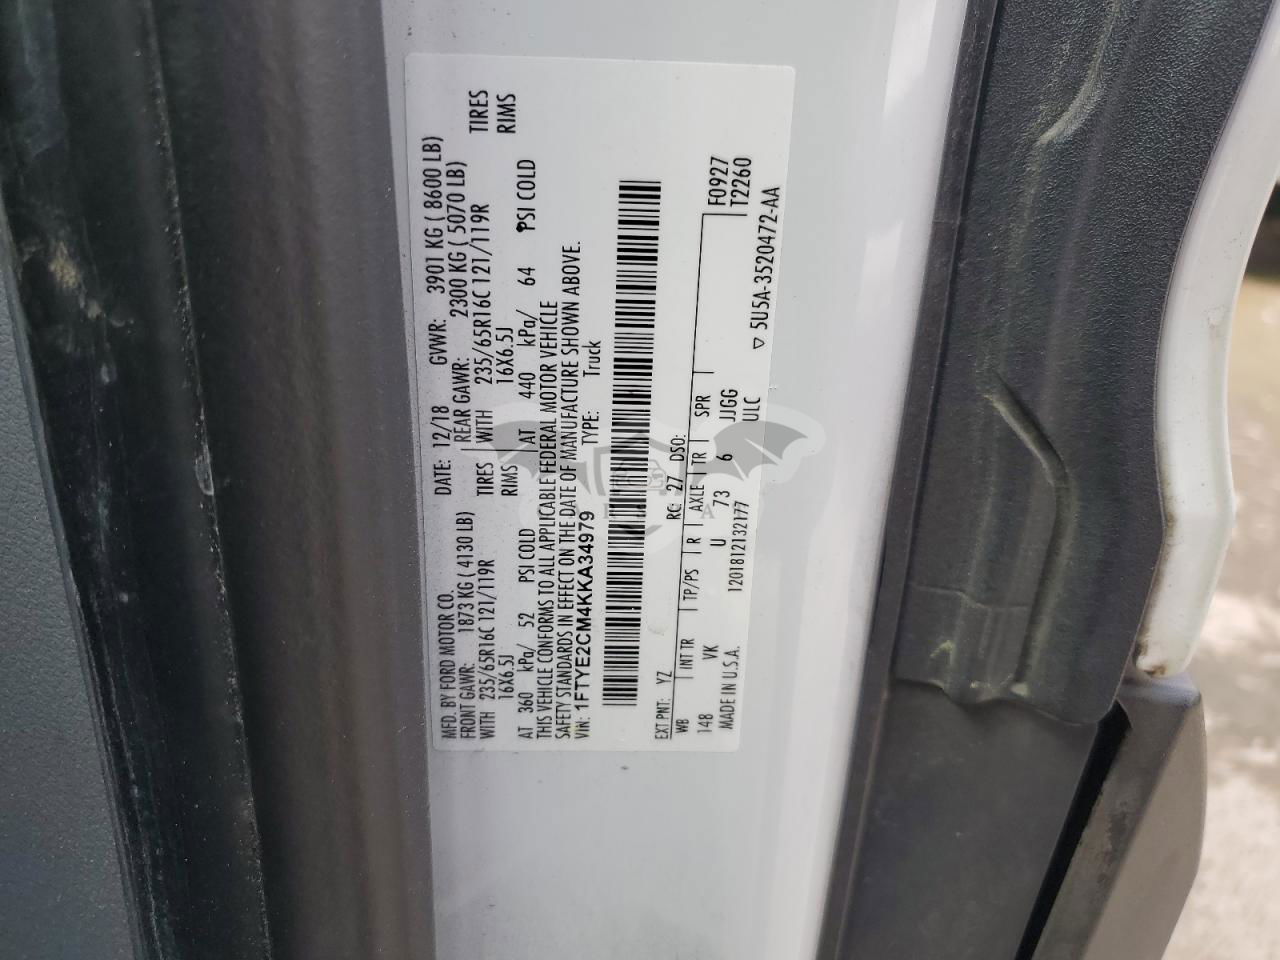 MFD. BY FORD MOTOR CO.
DATE: 12/18 GVWR: 3901 KG ( 8600 LB)
FRONT GAWR: 1873 KG ( 4130 LB) REAR GAWR: 2300 KG ( 5070 LB)
WITH 235/65R16C 121/119R TIRES WITH 235/65R16C 121/119R TIRES
16X6.5J RIMS 16X6.5J RIMS
AT 360 kPa/ 52 PSI COLD AT 440 kPa/ 64 PSI COLD
THIS VEHICLE CONFORMS TO ALL APPLICABLE FEDERAL MOTOR VEHICLE
SAFETY STANDARDS IN EFFECT ON THE DATE OF MANUFACTURE SHOWN ABOVE.
VIN: 1FTYE2CM4KKA34979 TYPE: Truck
EXT PNT: YZ RC: 27 DSO: F0927
WB INT TR TP/PS R AXLE TR SPR T2260
148 VK U 73 6 JJGG
MADE IN U.S.A. 1201812132177 ULC
▽ 5U5A-3520472-AA